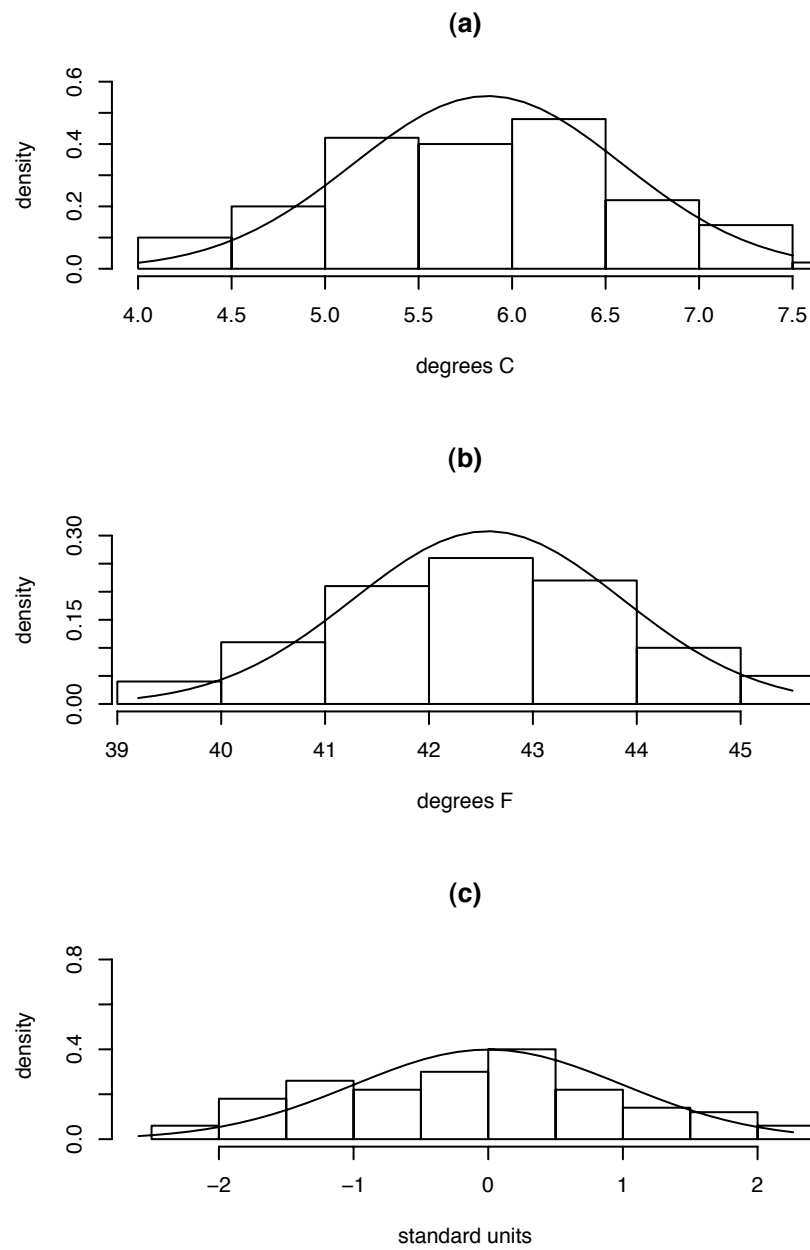 (a)
0.6
0.4
0.2
0.0
density
4.0 4.5 5.0 5.5 6.0 6.5 7.0 7.5
degrees C
(b)
0.30
0.15
0.00
density
39 40 41 42 43 44 45
degrees F
(c)
0.8
0.4
0.0
density
−2 −1 0 1 2
standard units